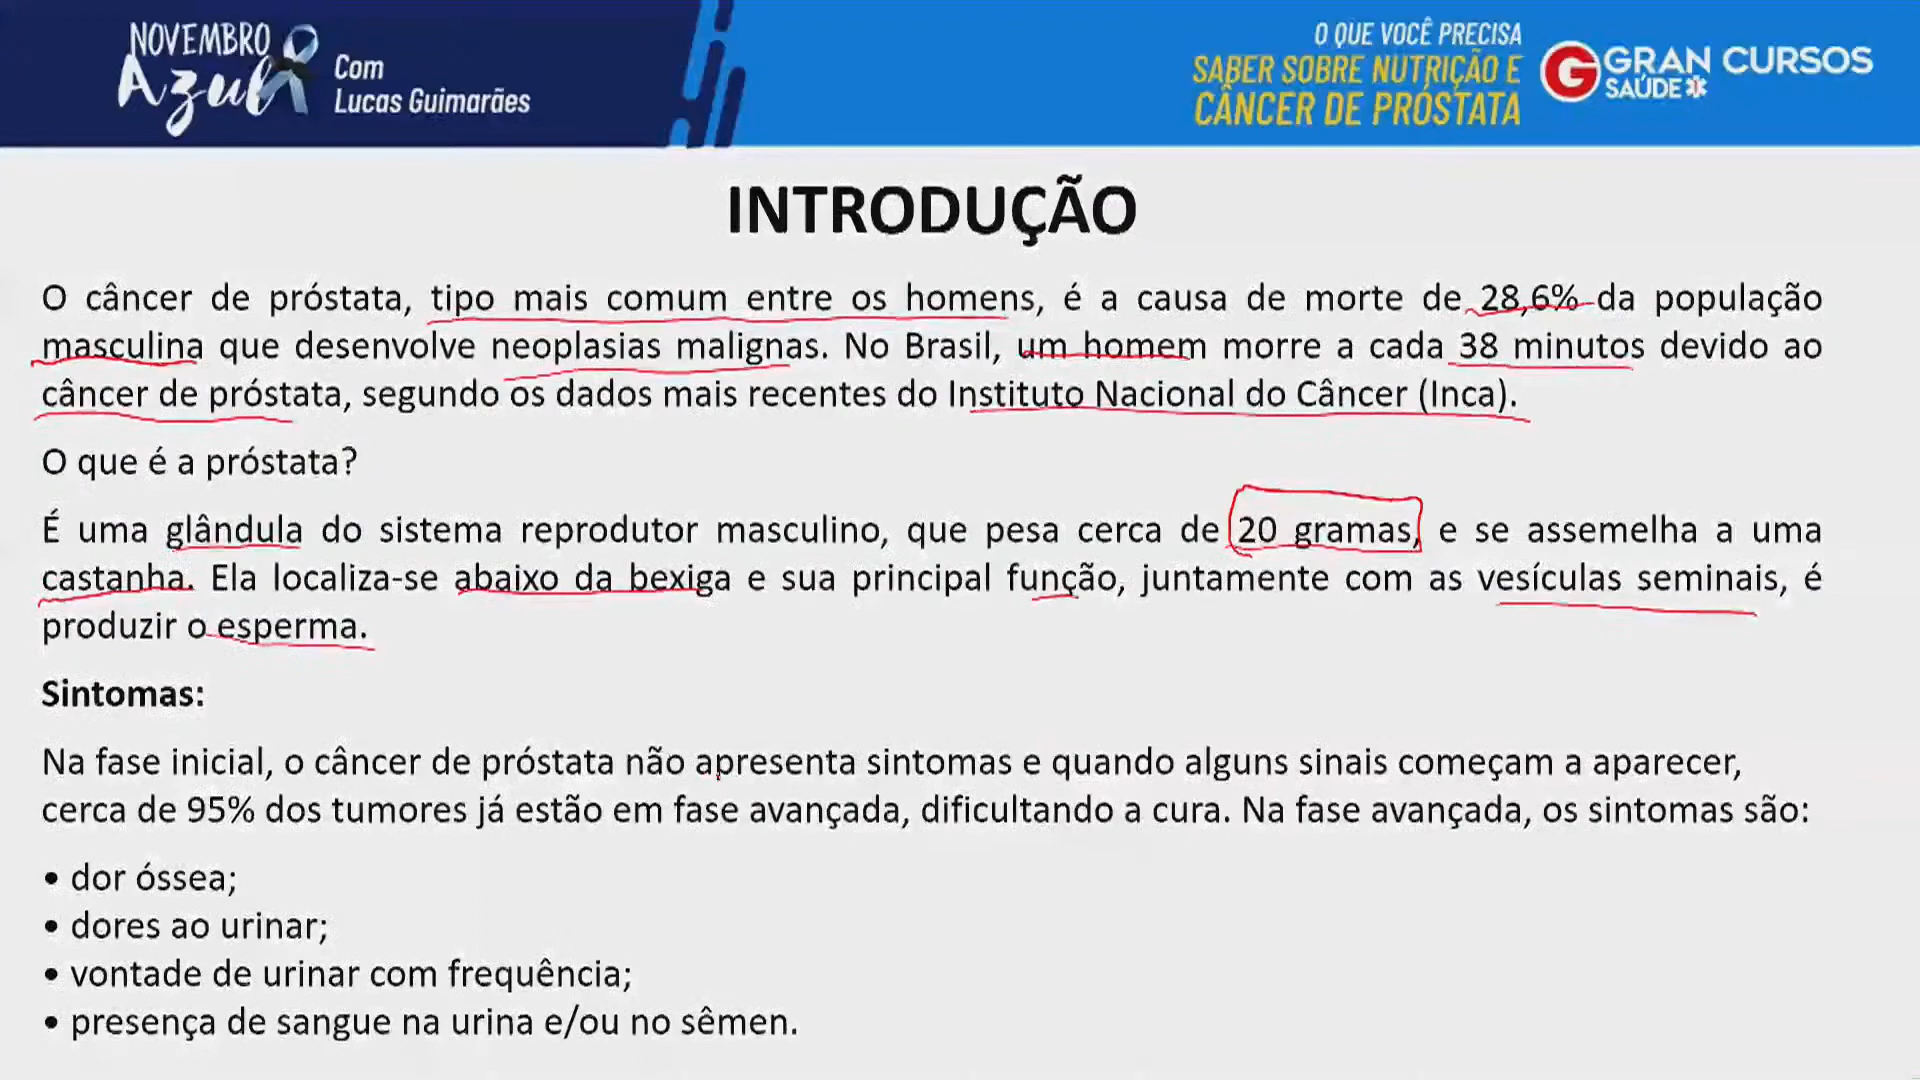 NOVEMBRO
Azul
Com
Lucas Guimarães
O QUE VOCÊ PRECISA
SABER SOBRE NUTRIÇÃO E
CÂNCER DE PRÓSTATA
GRAN CURSOS
SAÚDE
INTRODUÇÃO
O câncer de próstata, tipo mais comum entre os homens, é a causa de morte de 28,6% da população
masculina que desenvolve neoplasias malignas. No Brasil, um homem morre a cada 38 minutos devido ao
câncer de próstata, segundo os dados mais recentes do Instituto Nacional do Câncer (Inca).
O que é a próstata?
É uma glândula do sistema reprodutor masculino, que pesa cerca de 20 gramas, e se assemelha a uma
castanha. Ela localiza-se abaixo da bexiga e sua principal função, juntamente com as vesículas seminais, é
produzir o esperma.
Sintomas:
Na fase inicial, o câncer de próstata não apresenta sintomas e quando alguns sinais começam a aparecer,
cerca de 95% dos tumores já estão em fase avançada, dificultando a cura. Na fase avançada, os sintomas são:
• dor óssea;
• dores ao urinar;
• vontade de urinar com frequência;
• presença de sangue na urina e/ou no sêmen.